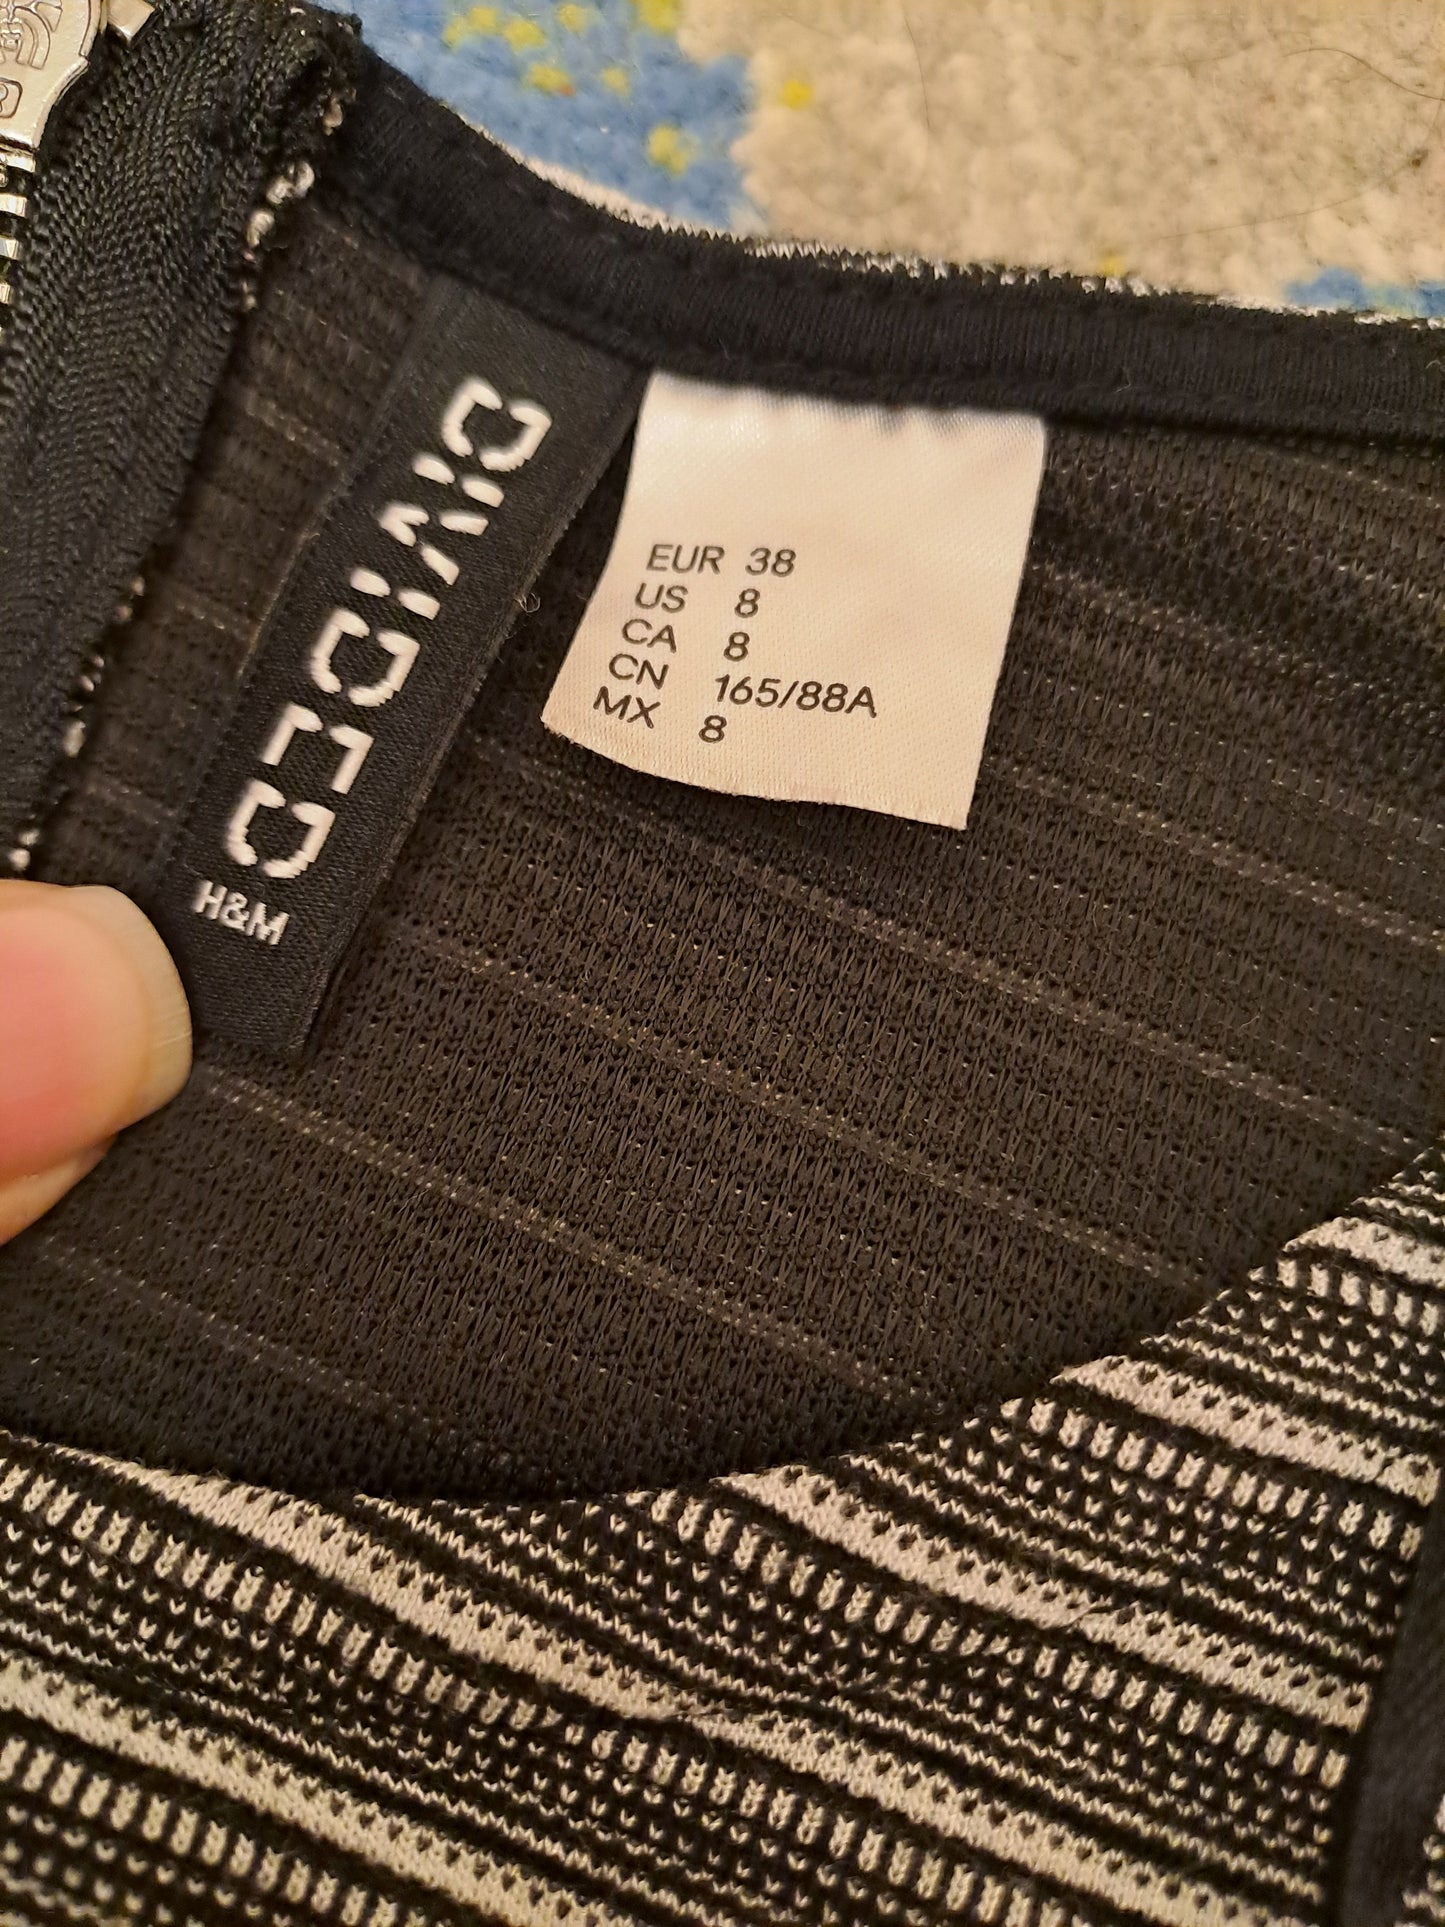 DIVIDED
H&M
EUR 38
US 8
CA 8
CN 165/88A
MX 8